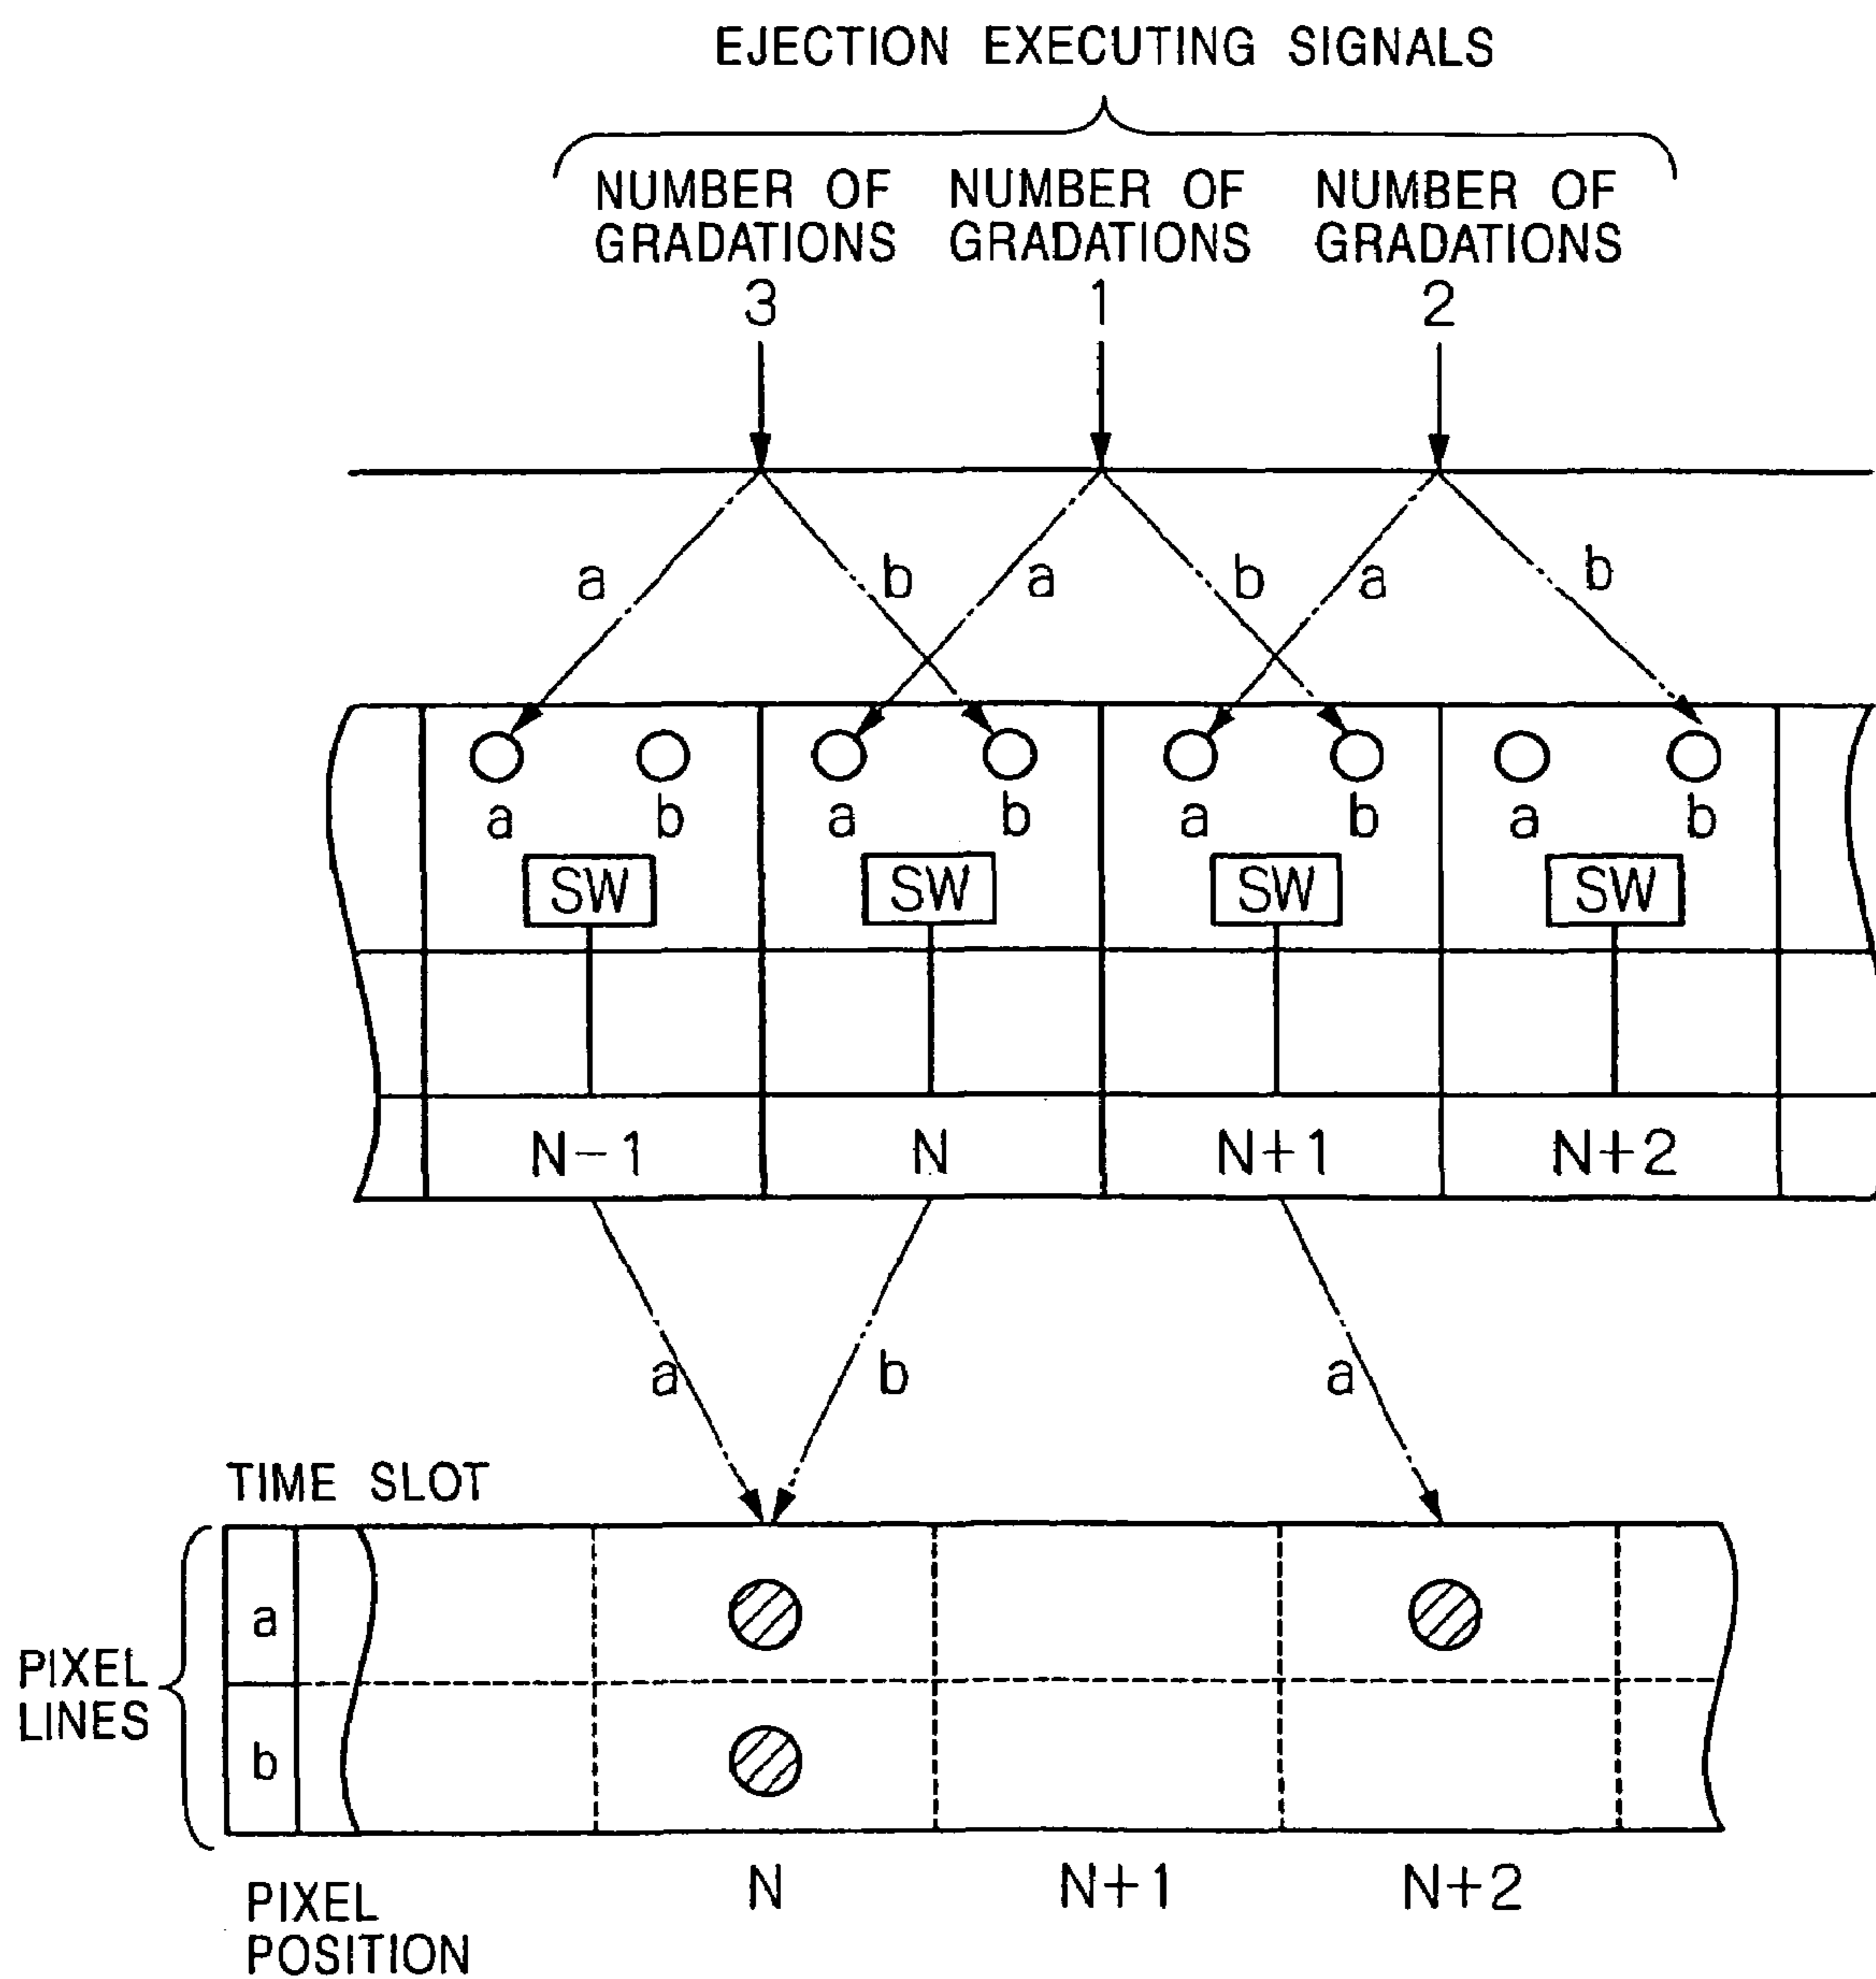 EJECTION EXECUTING SIGNALS
NUMBER OF NUMBER OF NUMBER OF
GRADATIONS GRADATIONS GRADATIONS
3 1 2
a b a b a b
a b a b a b a b
SW SW SW SW
N-1 N N+1 N+2
a b a
TIME SLOT
a
PIXEL
LINES
b
N N+1 N+2
PIXEL
POSITION